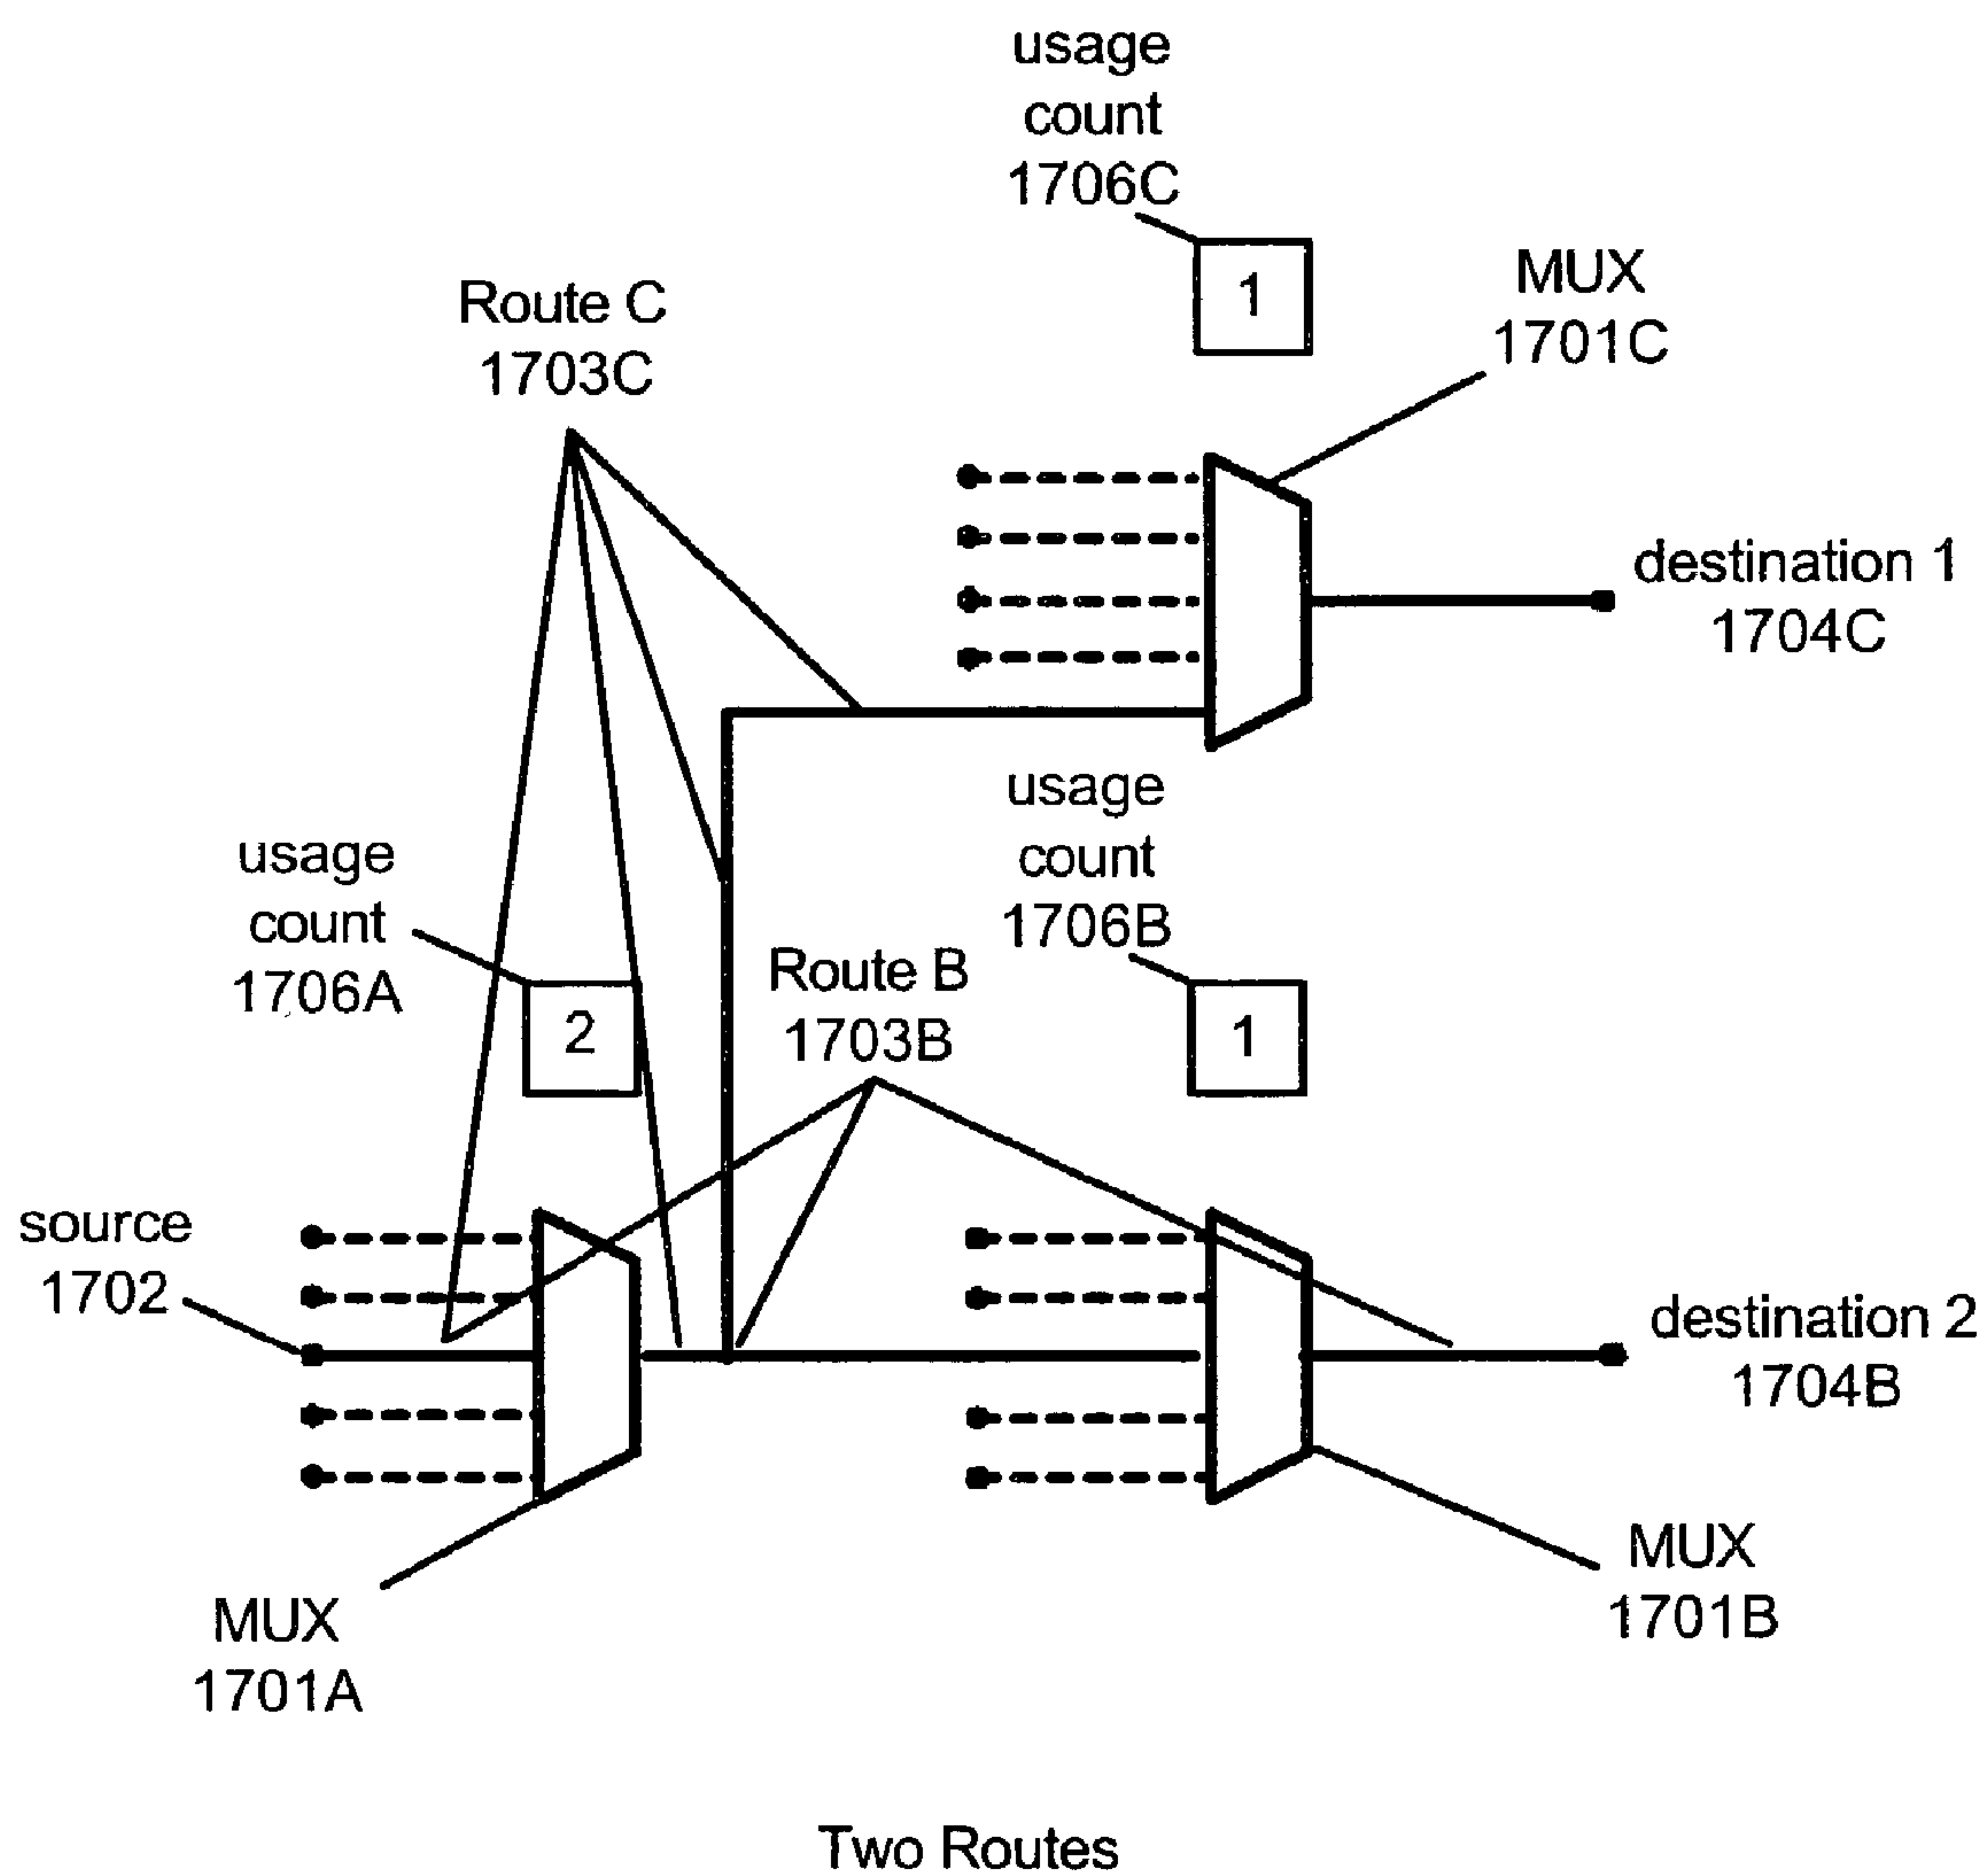 usage
count
1706C
1
MUX
1701C
Route C
1703C
destination 1
1704C
usage
count
1706B
1
usage
count
1706A
2
Route B
1703B
source
1702
destination 2
1704B
MUX
1701B
MUX
1701A
Two Routes